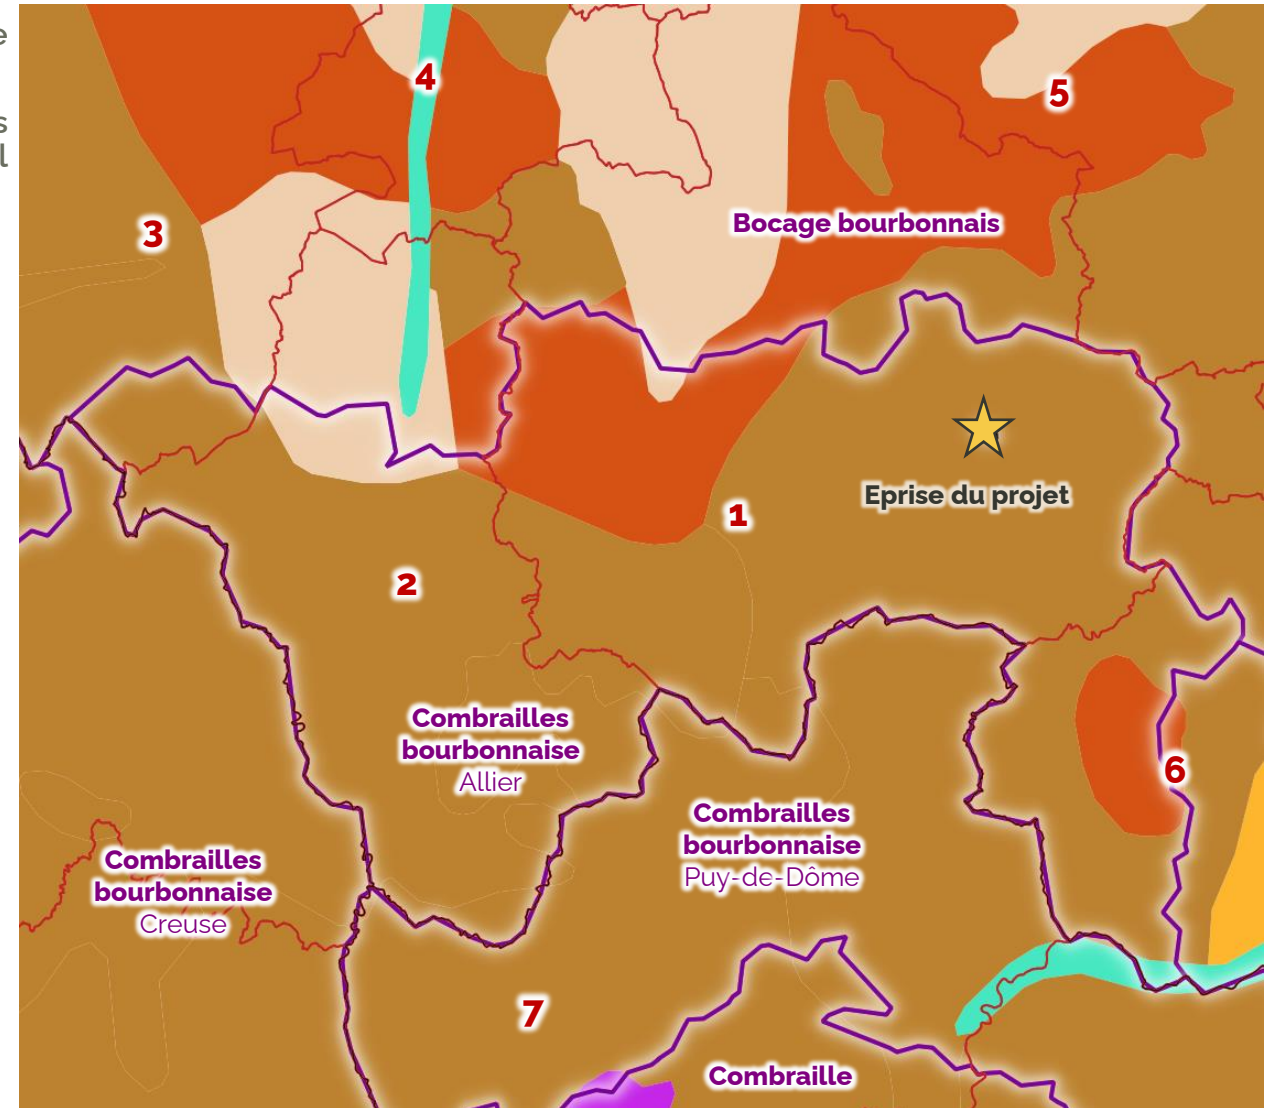 e
s
l
4
5
3
Bocage bourbonnais
Eprise du projet
1
2
Combrailles
bourbonnaise
Allier
6
Combrailles
bourbonnaise
Puy-de-Dôme
Combrailles
bourbonnaise
Creuse
7
Combraille